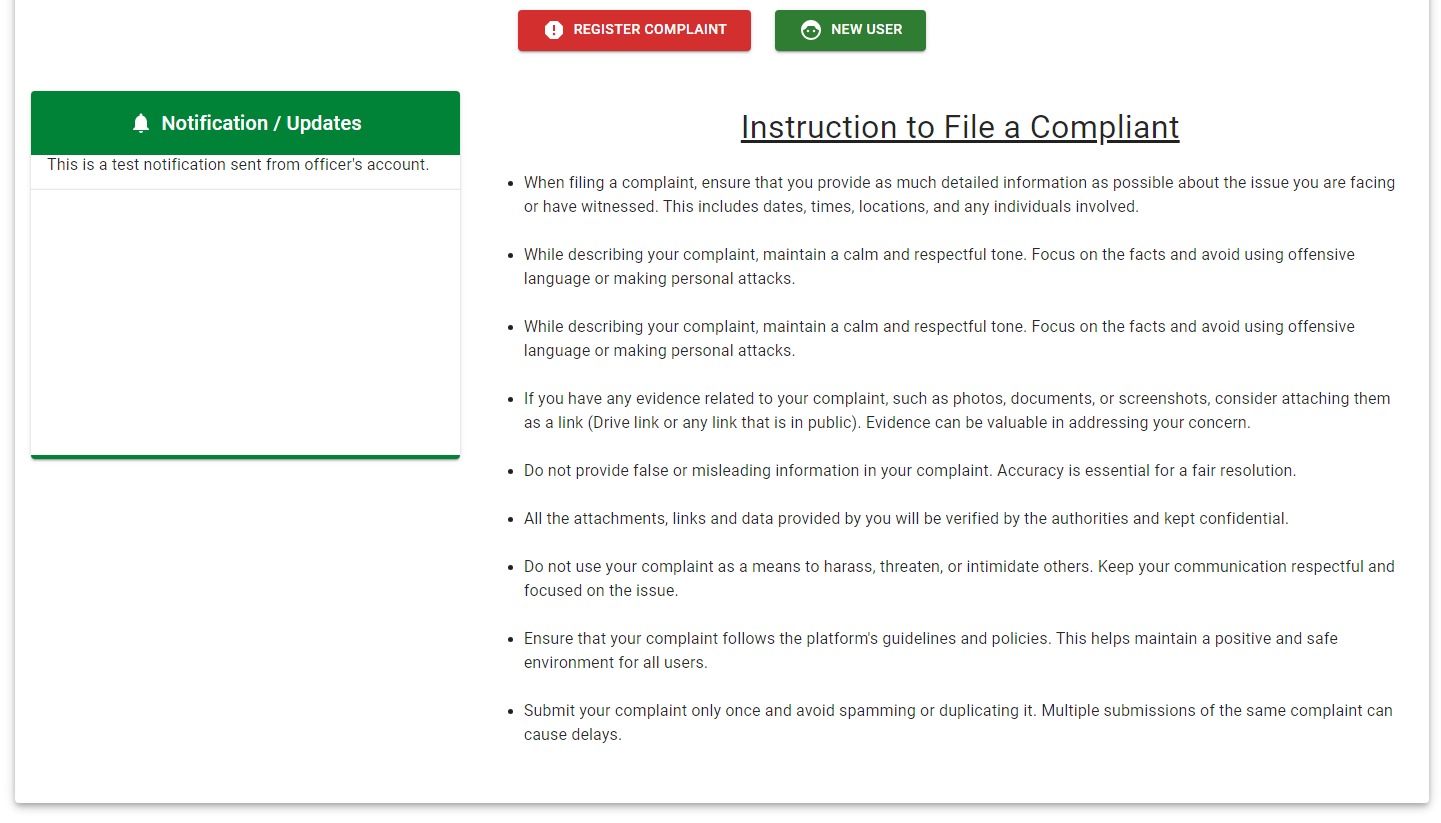 REGISTER COMPLAINT
NEW USER
Notification / Updates
This is a test notification sent from officer's account.
Instruction to File a Compliant
When filing a complaint, ensure that you provide as much detailed information as possible about the issue you are facing
or have witnessed. This includes dates, times, locations, and any individuals involved.
While describing your complaint, maintain a calm and respectful tone. Focus on the facts and avoid using offensive
language or making personal attacks.
While describing your complaint, maintain a calm and respectful tone. Focus on the facts and avoid using offensive
language or making personal attacks.
If you have any evidence related to your complaint, such as photos, documents, or screenshots, consider attaching them
as a link (Drive link or any link that is in public). Evidence can be valuable in addressing your concern.
Do not provide false or misleading information in your complaint. Accuracy is essential for a fair resolution.
All the attachments, links and data provided by you will be verified by the authorities and kept confidential.
Do not use your complaint as a means to harass, threaten, or intimidate others. Keep your communication respectful and
focused on the issue.
Ensure that your complaint follows the platform's guidelines and policies. This helps maintain a positive and safe
environment for all users.
Submit your complaint only once and avoid spamming or duplicating it. Multiple submissions of the same complaint can
cause delays.